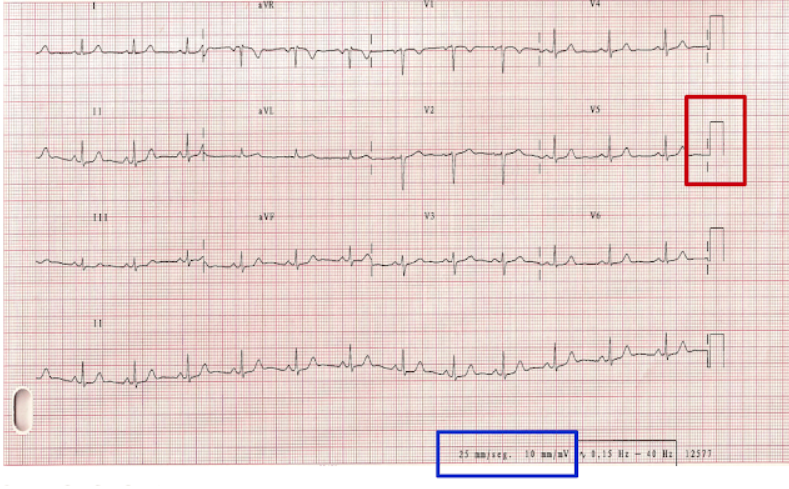 I aVR V1 V4
II aVL V2 V5
III aVF V3 V6
II
25 mm/seg. 10 mm/mV 0.15 Hz – 40 Hz 12577